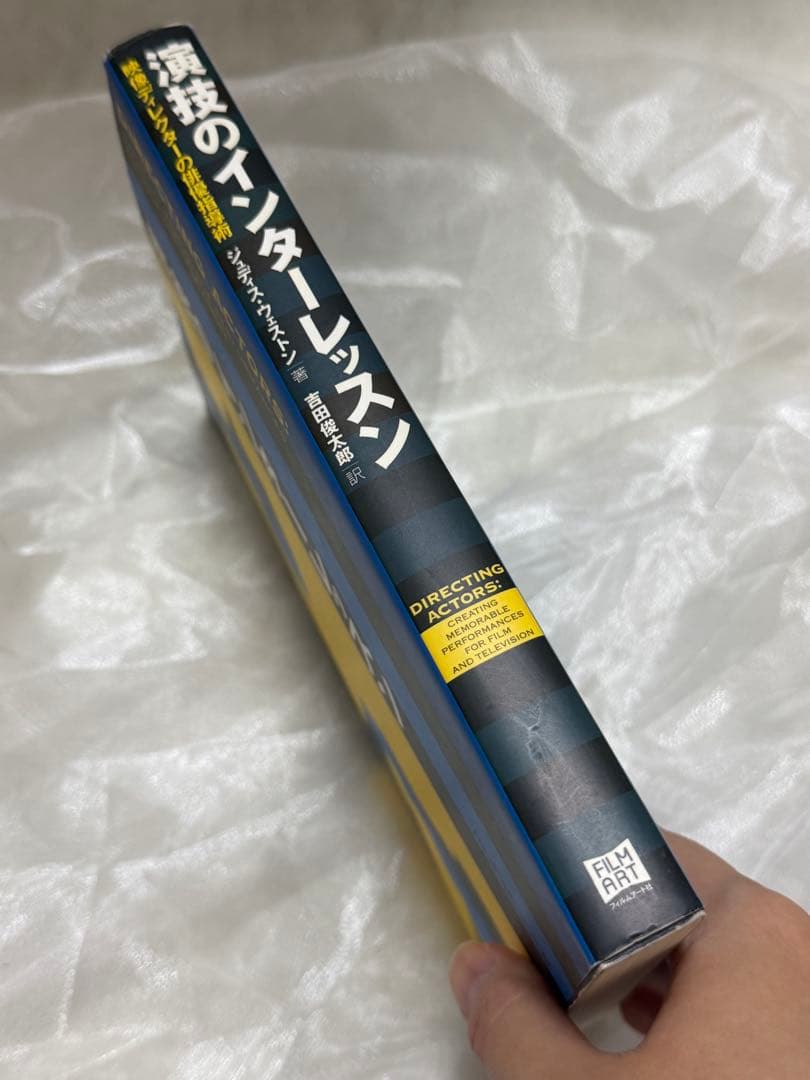 演技のインターレッスン
映像ディレクターの俳優指導術
ジュディス・ウェストン|著
吉田俊太郎|訳
DIRECTING
ACTORS:
CREATING
MEMORABLE
PERFORMANCES
FOR FILM
AND TELEVISION
FILM
ART
フィルムアート社
ACTORS: